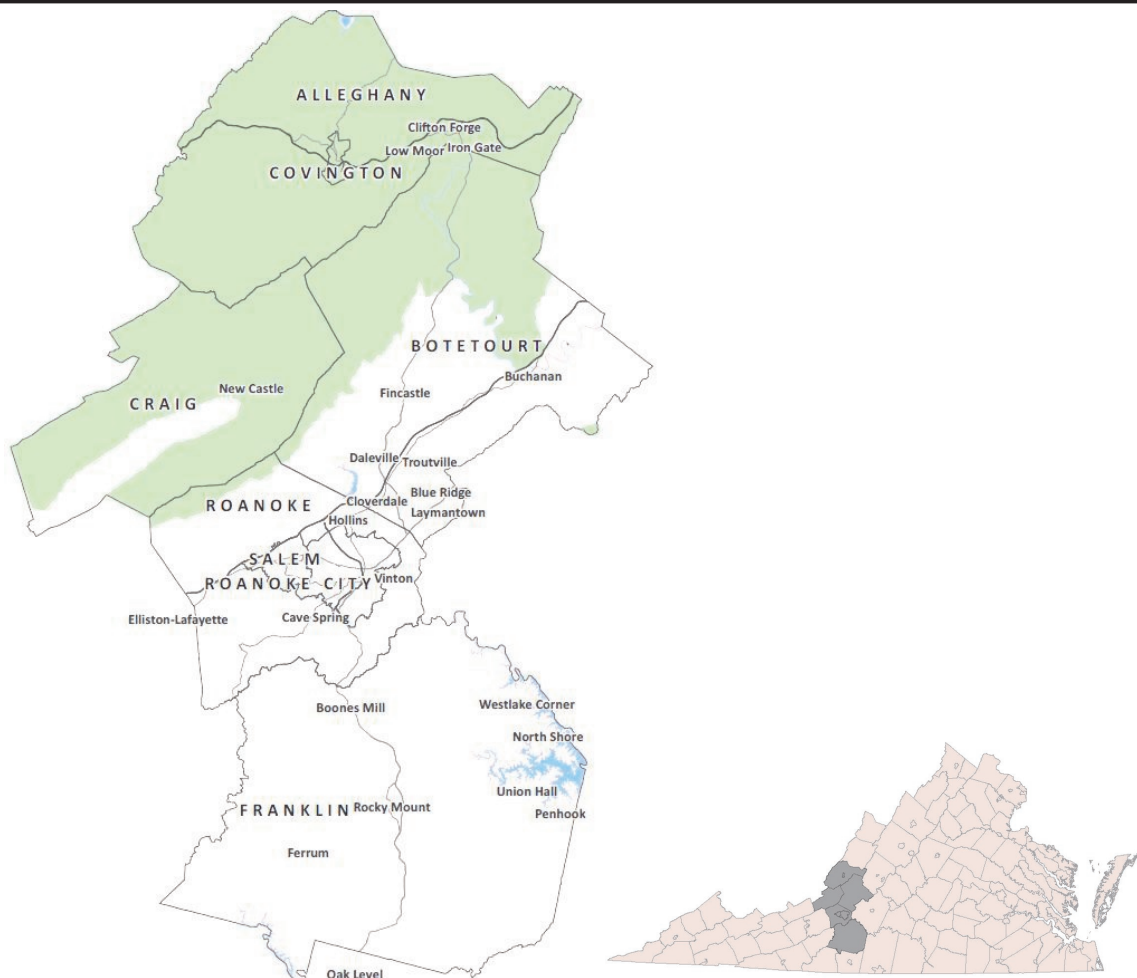 ALLEGHANY
Clifton Forge
Low Moor
Iron Gate
COVINGTON
BOTETOURT
Buchanan
New Castle
Fincastle
CRAIG
Daleville
Troutville
Blue Ridge
Cloverdale
ROANOKE
Laymantown
Hollins
SALEM
Vinton
ROANOKE CITY
Elliston-Lafayette
Cave Spring
Boones Mill
Westlake Corner
North Shore
Union Hall
FRANKLIN
Rocky Mount
Penhook
Ferrum
Oak Level